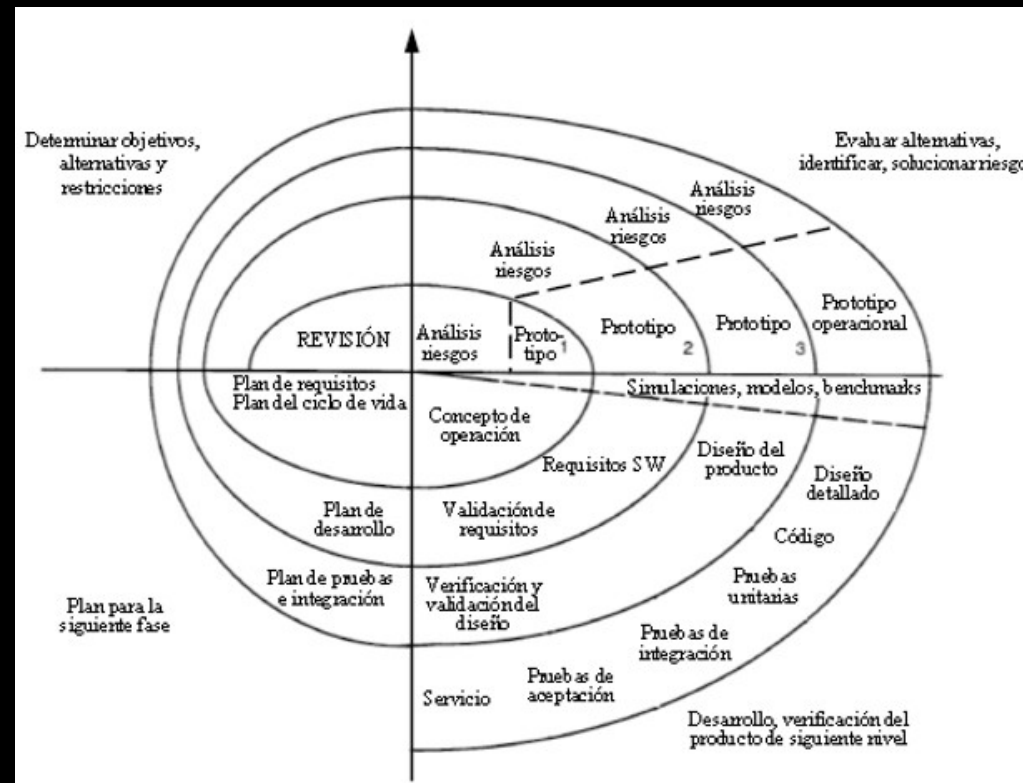 Determinar objetivos,
alternativas y
restricciones
Evaluar alternativas,
identificar, solucionar riesgo
Análisis
riesgos
Análisis
riesgos
Análisis
riesgos
REVISIÓN
Análisis
riesgos
Proto-
tipo 1
Prototipo 2
Prototipo 3
Prototipo
operacional
Simulaciones, modelos, benchmarks
Plan de requisitos
Plan del ciclo de vida
Concepto de
operación
Requisitos SW
Diseño del
producto
Diseño
detallado
Plan de
desarrollo
Validación de
requisitos
Código
Plan de pruebas
e integración
Verificación y
validación del
diseño
Pruebas
unitarias
Plan para la
siguiente fase
Pruebas de
integración
Servicio
Pruebas de
aceptación
Desarrollo, verificación del
producto de siguiente nivel